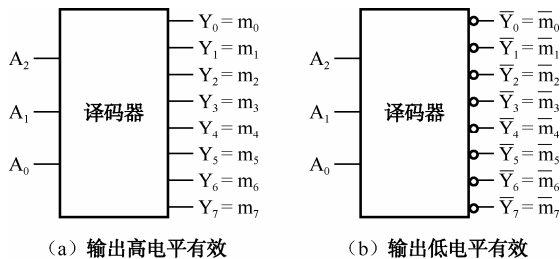 A₂
A₁
A₀
译码器
Y₀ = m₀
Y₁ = m₁
Y₂ = m₂
Y₃ = m₃
Y₄ = m₄
Y₅ = m₅
Y₆ = m₆
Y₇ = m₇
(a) 输出高电平有效
A₂
A₁
A₀
译码器
Y̅₀ = m̅₀
Y̅₁ = m̅₁
Y̅₂ = m̅₂
Y̅₃ = m̅₃
Y̅₄ = m̅₄
Y̅₅ = m̅₅
Y̅₆ = m̅₆
Y̅₇ = m̅₇
(b) 输出低电平有效